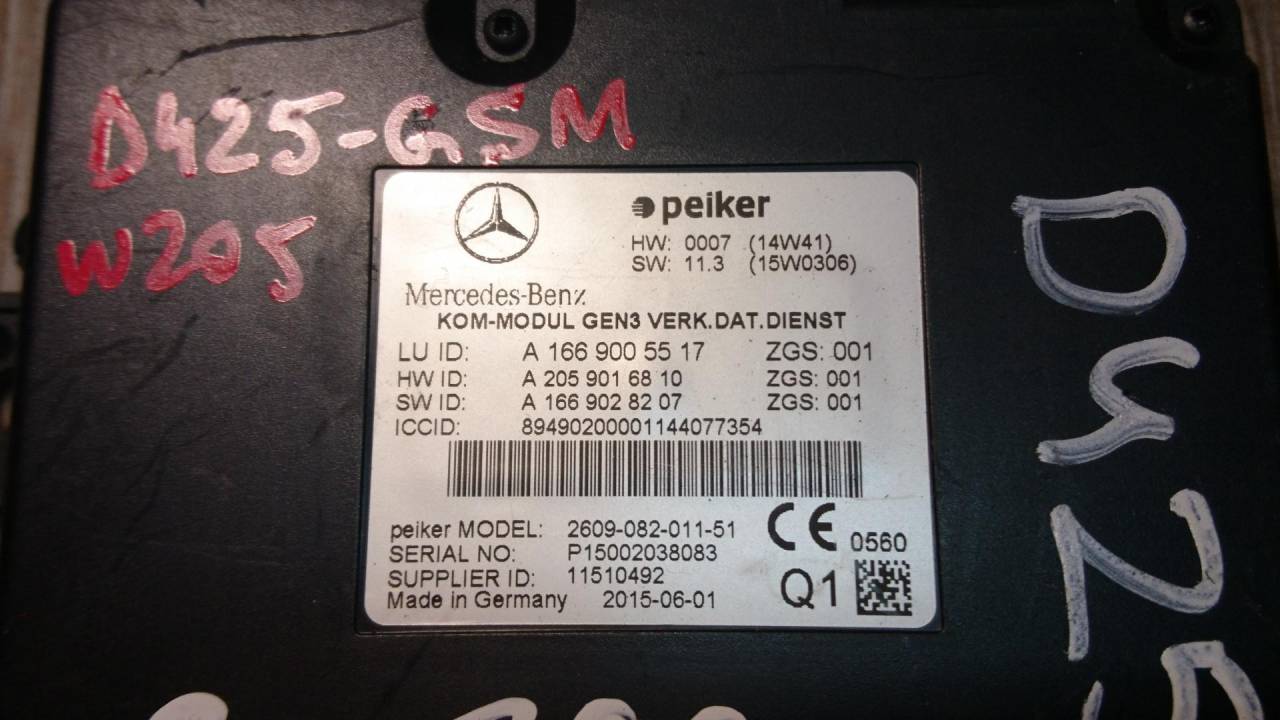 D425-GSM
W205
peiker
HW: 0007 (14W41)
SW: 11.3 (15W0306)
Mercedes-Benz
KOM-MODUL GEN3 VERK.DAT.DIENST
LU ID: A 166 900 55 17 ZGS: 001
HW ID: A 205 901 68 10 ZGS: 001
SW ID: A 166 902 82 07 ZGS: 001
ICCID: 89490200001144077354
peiker MODEL: 2609-082-011-51
SERIAL NO: P15002038083
SUPPLIER ID: 11510492
Made in Germany 2015-06-01
CE 0560
Q1
D425